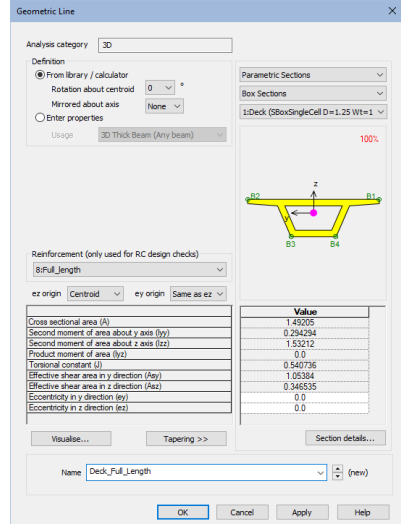 Geometric Line
Analysis category 3D
Definition
From library / calculator
Rotation about centroid 0 °
Mirrored about axis None
Enter properties
Usage 3D Thick Beam (Any beam)
Parametric Sections
Box Sections
1:Deck (SBoxSingleCell D=1.25 Wt=1
100%
z
B2 B1
y
B3 B4
Reinforcement (only used for RC design checks)
8:Full_length
ez origin Centroid ey origin Same as ez
Value
Cross sectional area (A) 1.49205
Second moment of area about y axis (Iyy) 0.294294
Second moment of area about z axis (Izz) 1.53212
Product moment of area (Iyz) 0.0
Torsional constant (J) 0.540736
Effective shear area in y direction (Asy) 1.05384
Effective shear area in z direction (Asz) 0.346535
Eccentricity in y direction (ey) 0.0
Eccentricity in z direction (ez) 0.0
Visualise... Tapering >> Section details...
Name Deck_Full_Length (new)
OK Cancel Apply Help